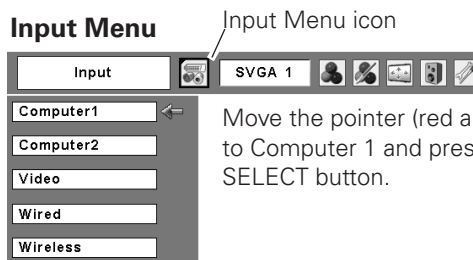 Input Menu
Input Menu icon
Input
SVGA 1
Computer1
Computer2
Video
Wired
Wireless
Move the pointer (red
to Computer 1 and
SELECT button.